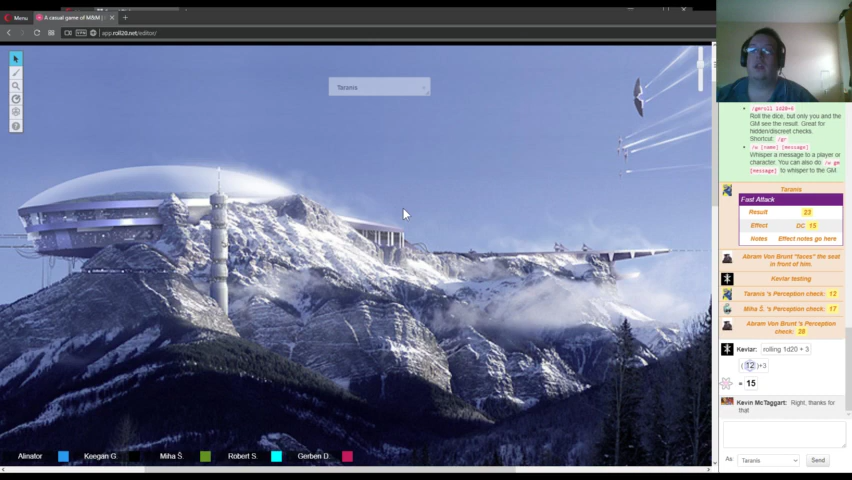 Menu
A casual game of M&M |
VPN
app.roll20.net/editor/
Taranis
/gmroll 1d20+4
Roll the dice, but only you and the
GM see the result. Great for
hidden/discreet checks.
Shortcut: /gr
/w [name] [message]
Whisper a message to a player or
character. You can also do /w gm
[message] to whisper to the GM
Taranis
Fast Attack
Result 23
Effect DC 15
Notes Effect notes go here
Abram Von Brunt "faces" the seat
in front of him.
Kevlar testing
Taranis 's Perception check: 12
Miha Š.'s Perception check: 17
Abram Von Brunt 's Perception
check: 28
Kevlar: rolling 1d20 + 3
(12)+3
= 15
Kevin McTaggart: Right, thanks for
that
As: Taranis
Send
Alinator
Keegan G.
Miha Š.
Robert S.
Gerben D.